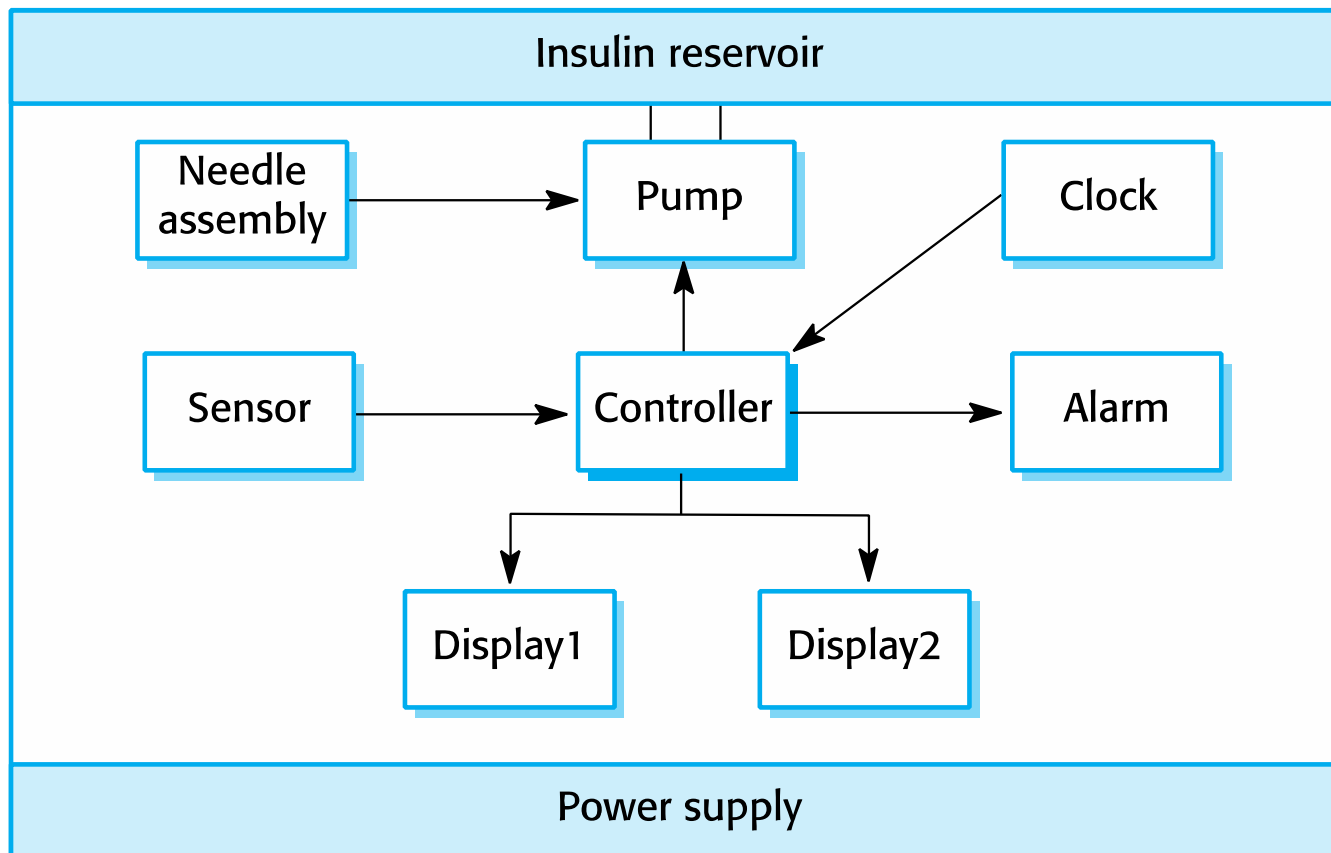 Insulin reservoir
Needle
assembly
Pump
Clock
Sensor
Controller
Alarm
Display1
Display2
Power supply